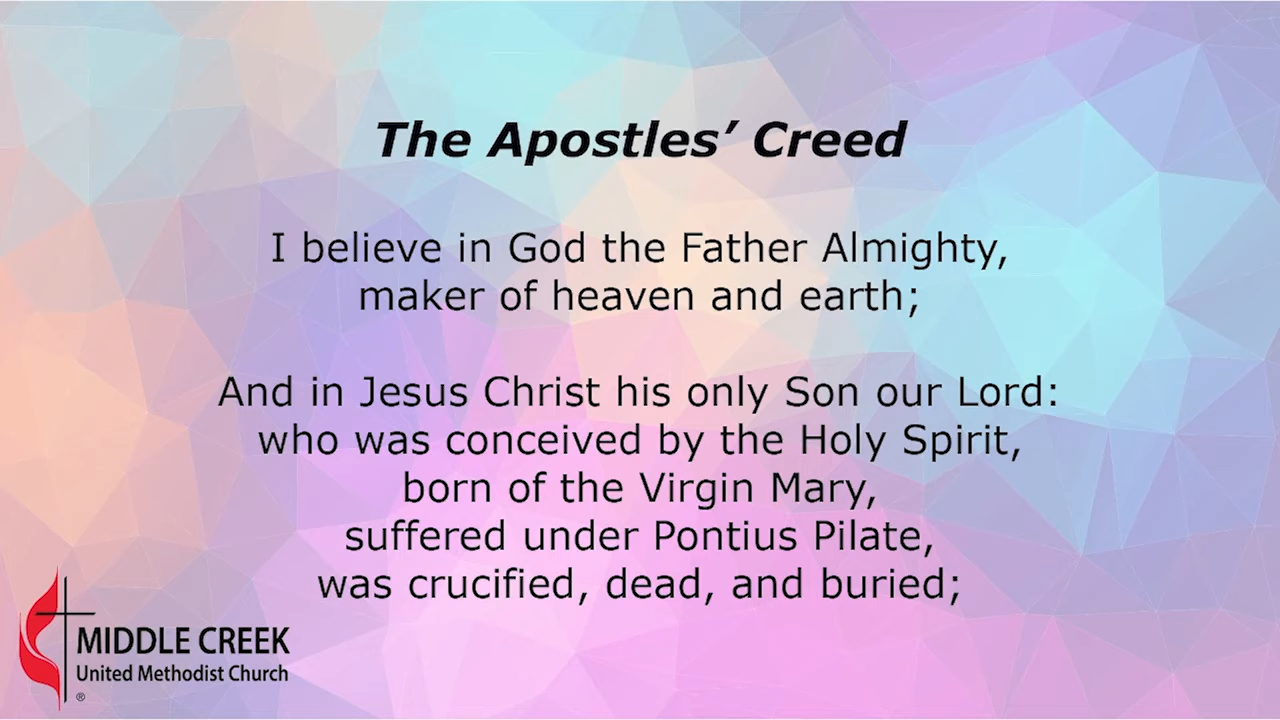 The Apostles’ Creed
I believe in God the Father Almighty,
maker of heaven and earth;
And in Jesus Christ his only Son our Lord:
who was conceived by the Holy Spirit,
born of the Virgin Mary,
suffered under Pontius Pilate,
was crucified, dead, and buried;
MIDDLE CREEK
United Methodist Church
®